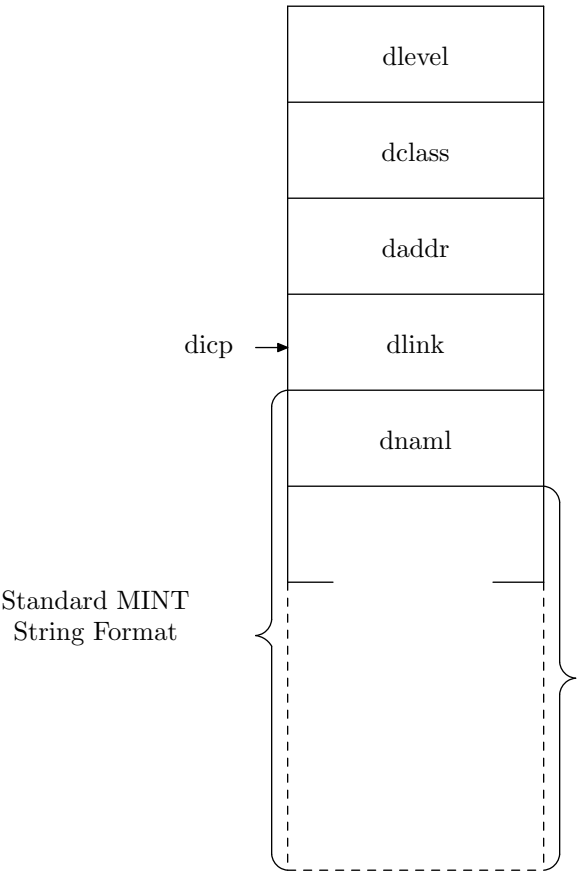 dlevel
dclass
daddr
dicp
dlink
dnaml
Standard MINT
String Format